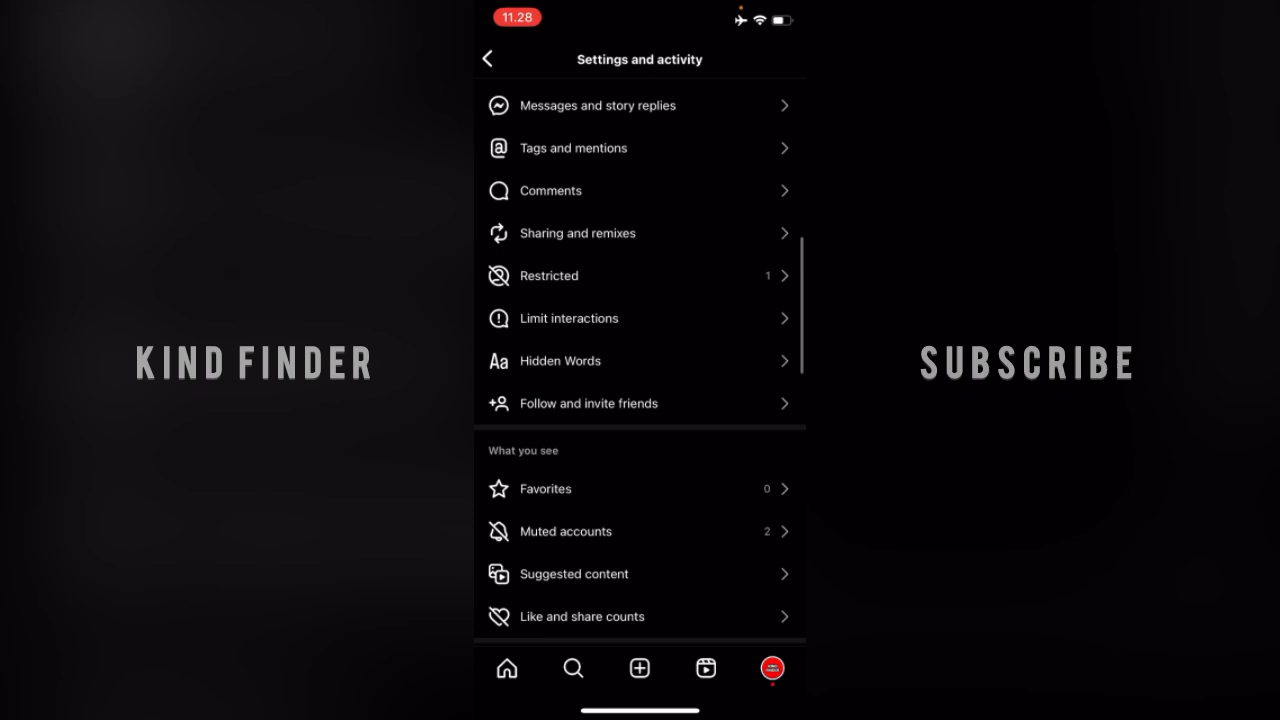 11.28
Settings and activity
Messages and story replies
Tags and mentions
Comments
Sharing and remixes
Restricted 1
Limit interactions
Aa Hidden Words
Follow and invite friends
What you see
Favorites 0
Muted accounts 2
Suggested content
Like and share counts
KIND FINDER
SUBSCRIBE